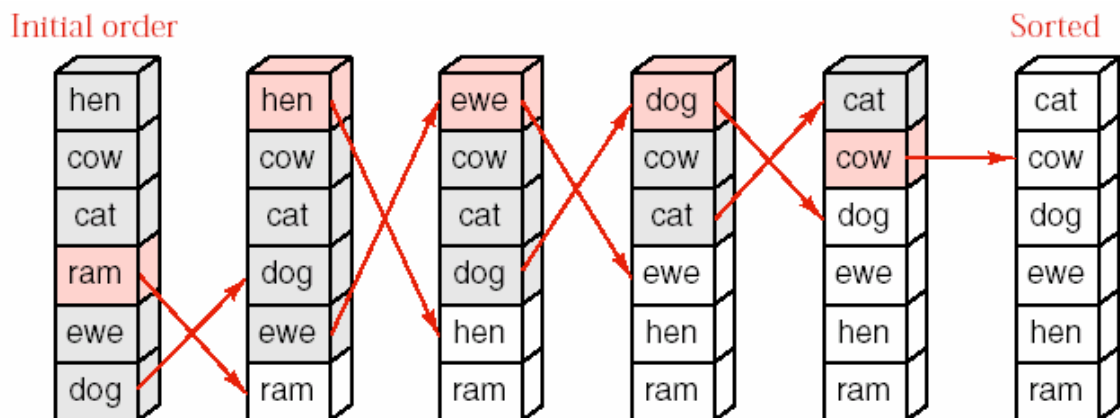 Initial order Sorted
hen hen ewe dog cat cat
cow cow cow cow cow cow
cat cat cat cat dog dog
ram dog dog ewe ewe ewe
ewe ewe hen hen hen hen
dog ram ram ram ram ram